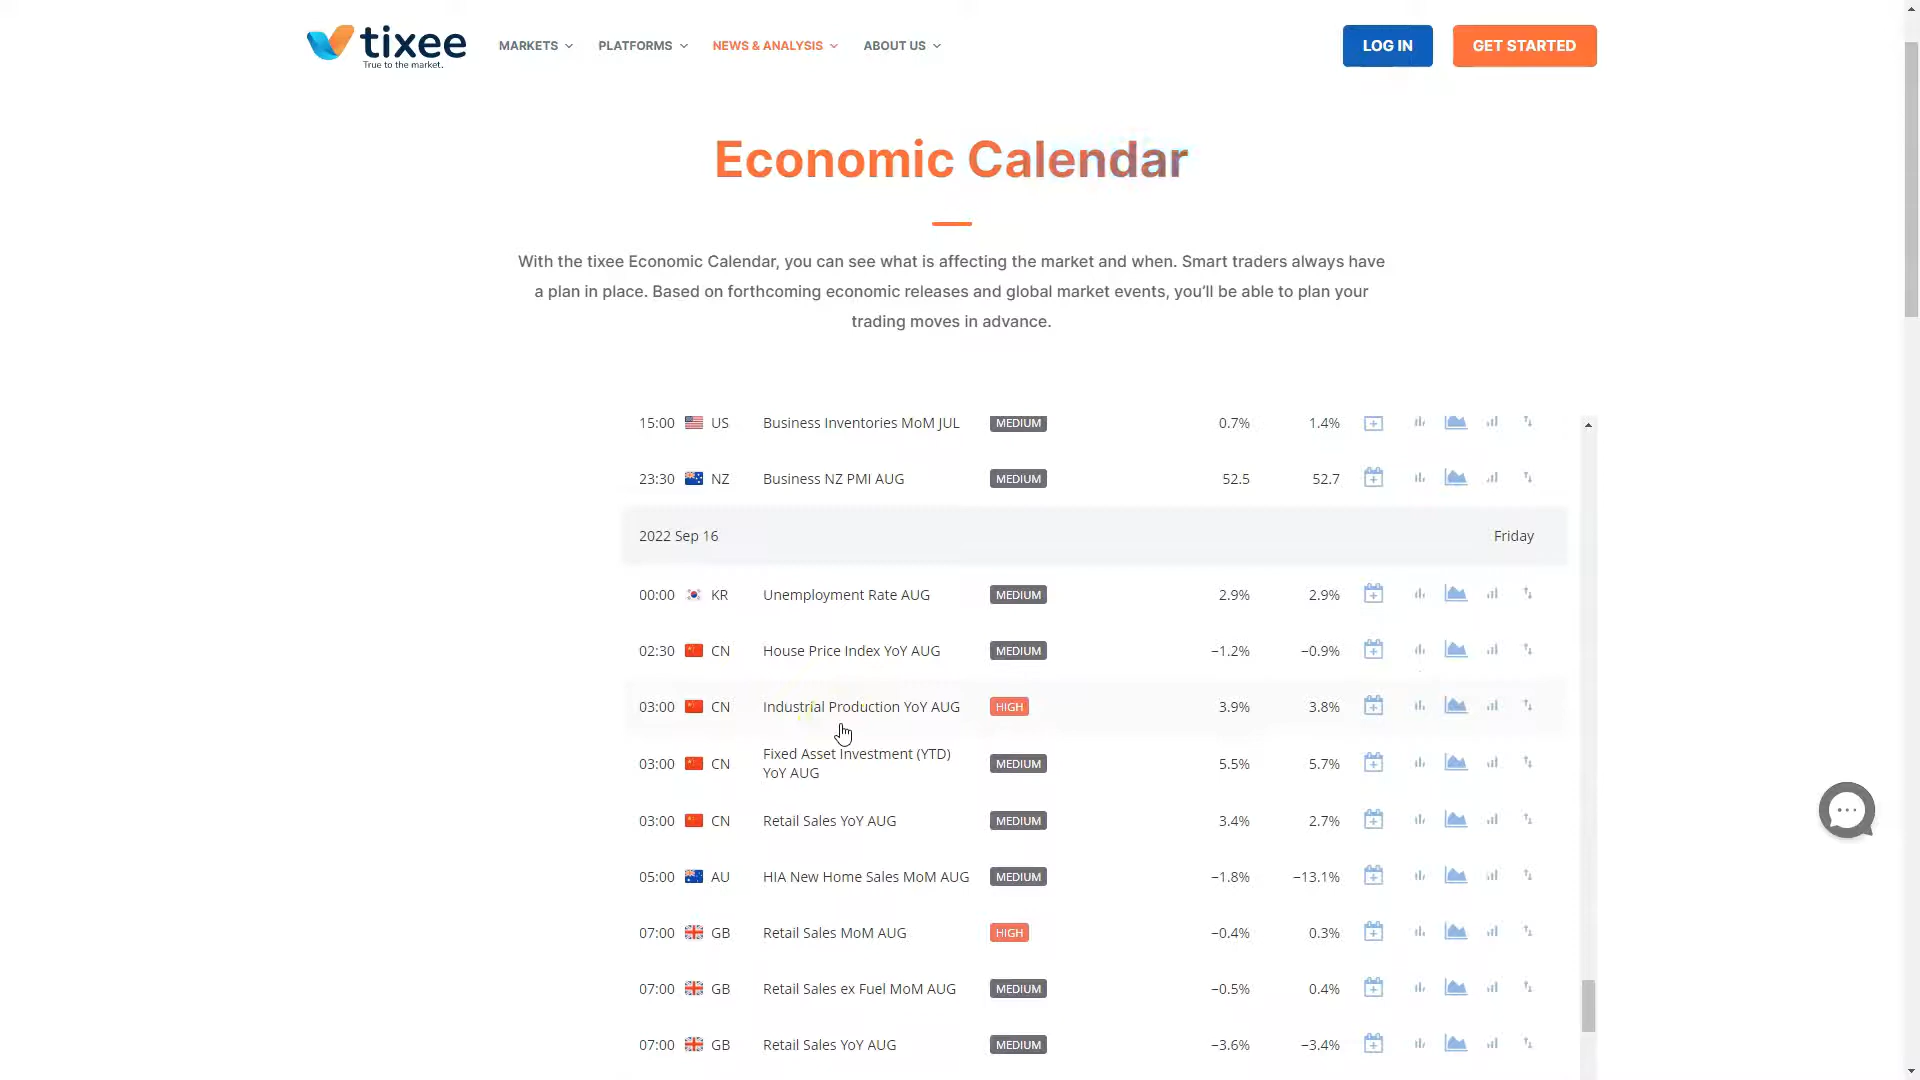 tixee
True to the market.
MARKETS PLATFORMS NEWS & ANALYSIS ABOUT US LOG IN GET STARTED
Economic Calendar
With the tixee Economic Calendar, you can see what is affecting the market and when. Smart traders always have
a plan in place. Based on forthcoming economic releases and global market events, you’ll be able to plan your
trading moves in advance.
15:00 US Business Inventories MoM JUL MEDIUM 0.7% 1.4%
23:30 NZ Business NZ PMI AUG MEDIUM 52.5 52.7
2022 Sep 16 Friday
00:00 KR Unemployment Rate AUG MEDIUM 2.9% 2.9%
02:30 CN House Price Index YoY AUG MEDIUM −1.2% −0.9%
03:00 CN Industrial Production YoY AUG HIGH 3.9% 3.8%
03:00 CN Fixed Asset Investment (YTD) MEDIUM 5.5% 5.7%
YoY AUG
03:00 CN Retail Sales YoY AUG MEDIUM 3.4% 2.7%
05:00 AU HIA New Home Sales MoM AUG MEDIUM −1.8% −13.1%
07:00 GB Retail Sales MoM AUG HIGH −0.4% 0.3%
07:00 GB Retail Sales ex Fuel MoM AUG MEDIUM −0.5% 0.4%
07:00 GB Retail Sales YoY AUG MEDIUM −3.6% −3.4%